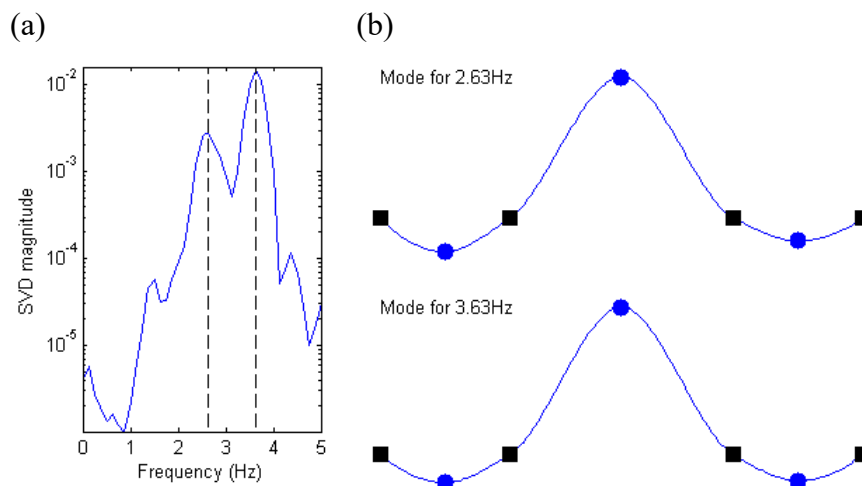 (a)
(b)
10⁻²
10⁻³
10⁻⁴
10⁻⁵
SVD magnitude
0 1 2 3 4 5
Frequency (Hz)
Mode for 2.63Hz
Mode for 3.63Hz